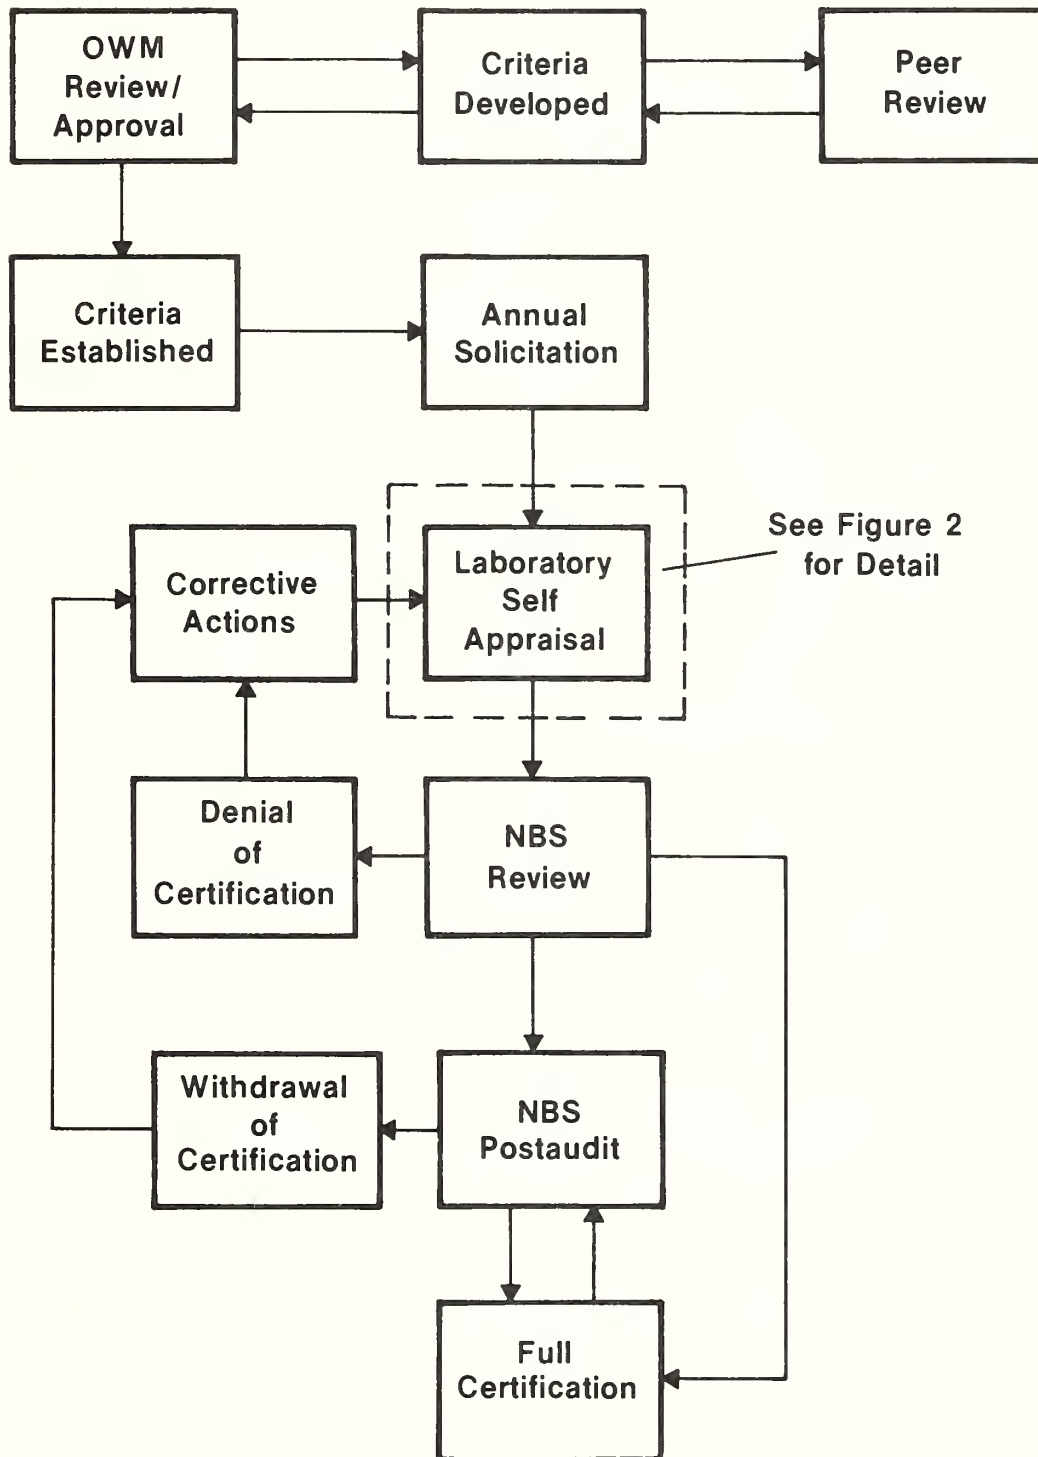 OWM
Review/
Approval
Criteria
Developed
Peer
Review
Criteria
Established
Annual
Solicitation
Corrective
Actions
Laboratory
Self
Appraisal
See Figure 2
for Detail
Denial
of
Certification
NBS
Review
Withdrawal
of
Certification
NBS
Postaudit
Full
Certification